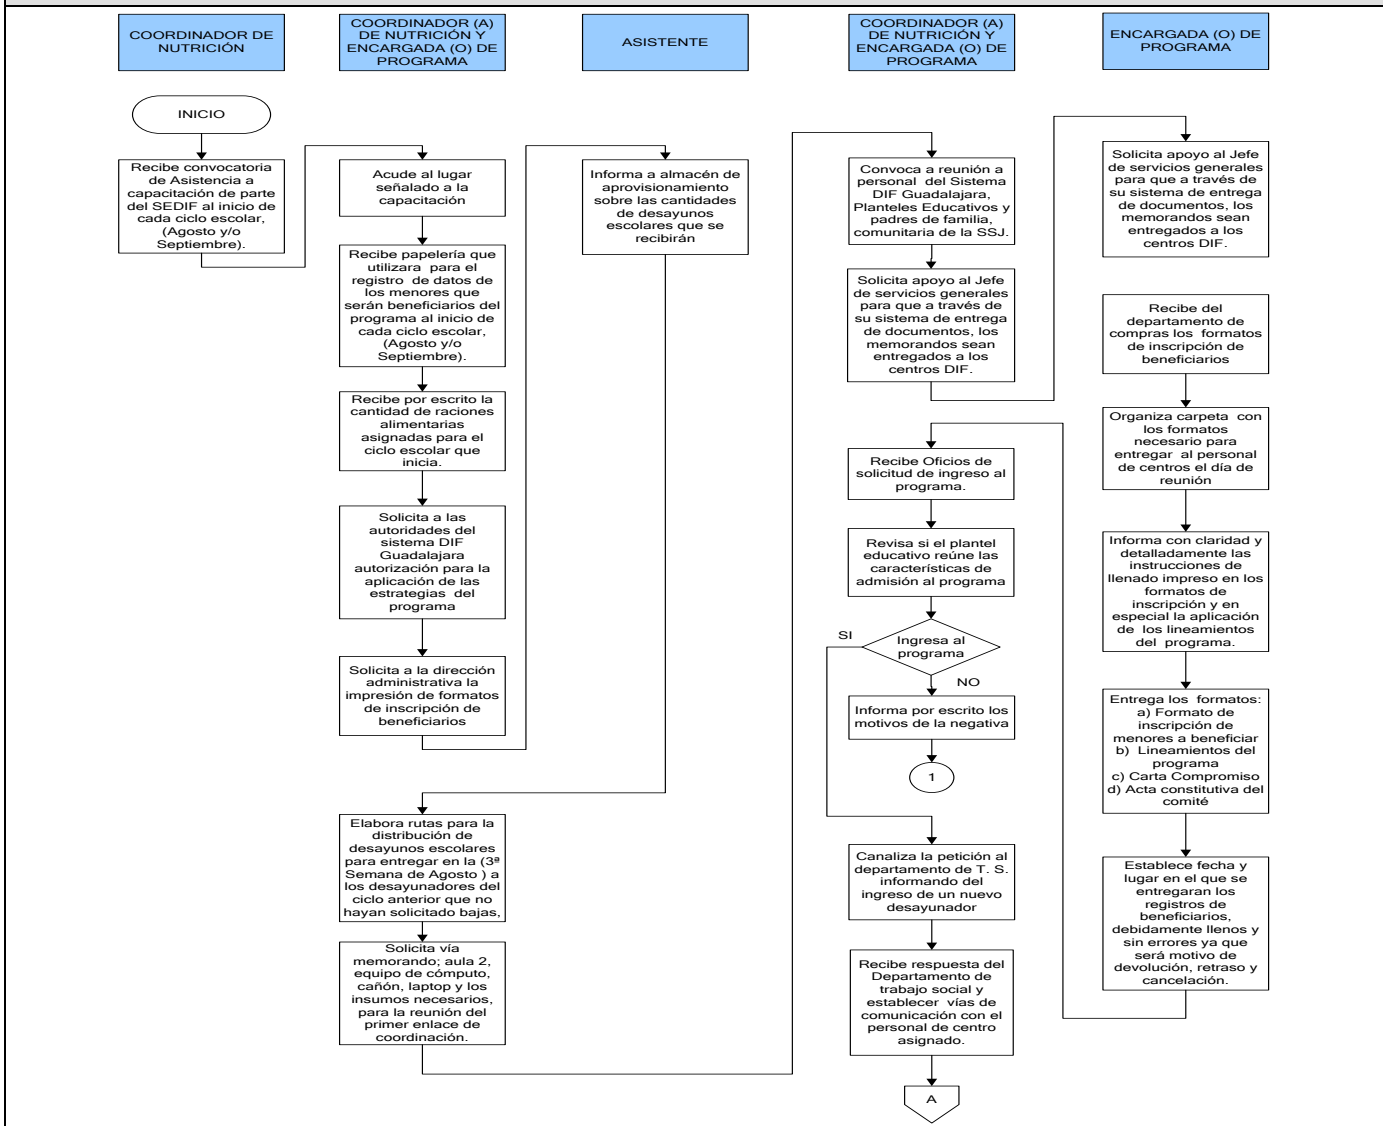 COORDINADOR DE
NUTRICIÓN
COORDINADOR (A)
DE NUTRICIÓN Y
ENCARGADA (O) DE
PROGRAMA
ASISTENTE
COORDINADOR (A)
DE NUTRICIÓN Y
ENCARGADA (O) DE
PROGRAMA
ENCARGADA (O) DE
PROGRAMA
INICIO
Recibe convocatoria
de Asistencia a
capacitación de parte
del SEDIF al inicio de
cada ciclo escolar,
(Agosto y/o
Septiembre).
Acude al lugar
señalado a la
capacitación
Recibe papelería que
utilizara para el
registro de datos de
los menores que
serán beneficiarios del
programa al inicio de
cada ciclo escolar,
(Agosto y/o
Septiembre).
Recibe por escrito la
cantidad de raciones
alimentarias
asignadas para el
ciclo escolar que
inicia.
Solicita a las
autoridades del
sistema DIF
Guadalajara
autorización para la
aplicación de las
estrategias del
programa
Solicita a la dirección
administrativa la
impresión de formatos
de inscripción de
beneficiarios
Informa a almacén de
aprovisionamiento
sobre las cantidades
de desayunos
escolares que se
recibirán
Elabora rutas para la
distribución de
desayunos escolares
para entregar en la (3ª
Semana de Agosto ) a
los desayunadores del
ciclo anterior que no
hayan solicitado bajas,
Solicita vía
memorando; aula 2,
equipo de cómputo,
cañón, laptop y los
insumos necesarios,
para la reunión del
primer enlace de
coordinación.
Convoca a reunión a
personal del Sistema
DIF Guadalajara,
Planteles Educativos y
padres de familia,
comunitaria de la SSJ.
Solicita apoyo al Jefe
de servicios generales
para que a través de
su sistema de entrega
de documentos, los
memorandos sean
entregados a los
centros DIF.
Solicita apoyo al Jefe
de servicios generales
para que a través de
su sistema de entrega
de documentos, los
memorandos sean
entregados a los
centros DIF.
Recibe del
departamento de
compras los formatos
de inscripción de
beneficiarios
Organiza carpeta con
los formatos
necesario para
entregar al personal
de centros el día de
reunión
Informa con claridad y
detalladamente las
instrucciones de
llenado impreso en los
formatos de
inscripción y en
especial la aplicación
de los lineamientos
del programa.
Entrega los formatos:
a) Formato de
inscripción de
menores a beneficiar
b) Lineamientos del
programa
c) Carta Compromiso
d) Acta constitutiva del
comité
Establece fecha y
lugar en el que se
entregaran los
registros de
beneficiarios,
debidamente llenos y
sin errores ya que
será motivo de
devolución, retraso y
cancelación.
Recibe Oficios de
solicitud de ingreso al
programa.
Revisa si el plantel
educativo reúne las
características de
admisión al programa
Ingresa al
programa
SI
NO
Informa por escrito los
motivos de la negativa
1
Canaliza la petición al
departamento de T. S.
informando del
ingreso de un nuevo
desayunador
Recibe respuesta del
Departamento de
trabajo social y
establecer vías de
comunicación con el
personal de centro
asignado.
A